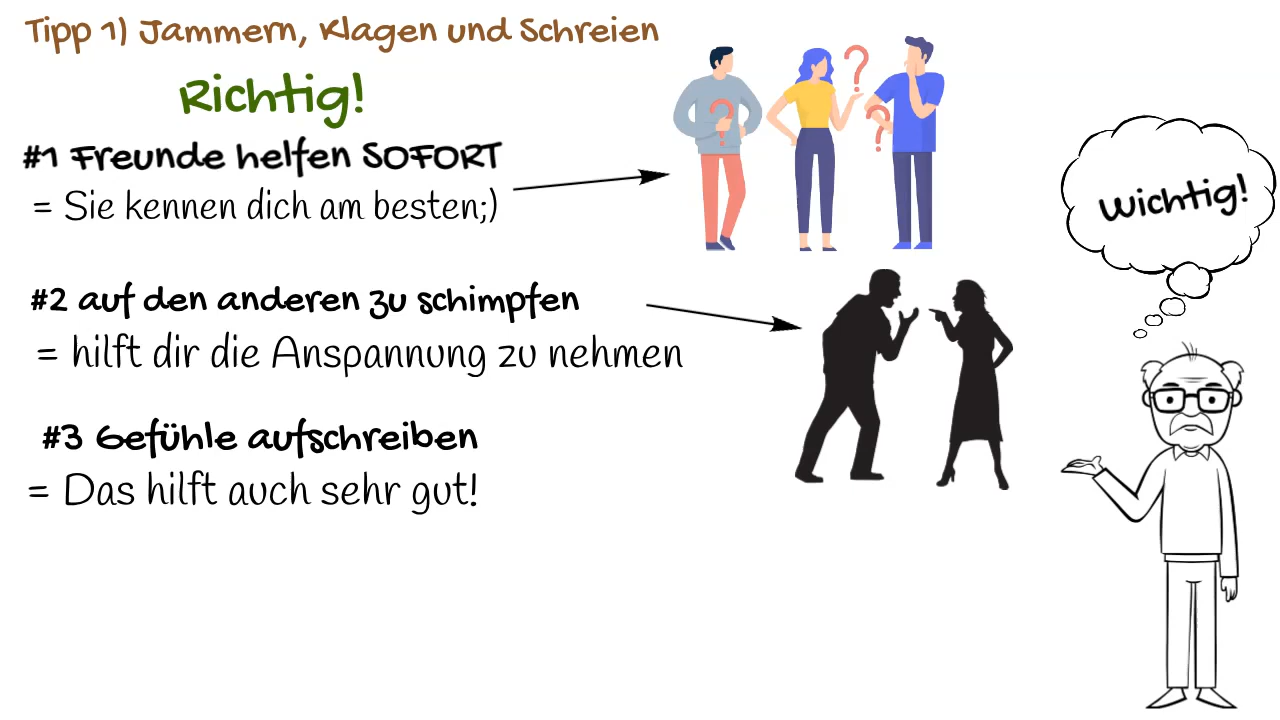 Tipp 1) Jammern, Klagen und Schreien
Richtig!
#1 Freunde helfen SOFORT
= Sie kennen dich am besten;)
Wichtig!
#2 auf den anderen zu schimpfen
= hilft dir die Anspannung zu nehmen
#3 Gefühle aufschreiben
= Das hilft auch sehr gut!